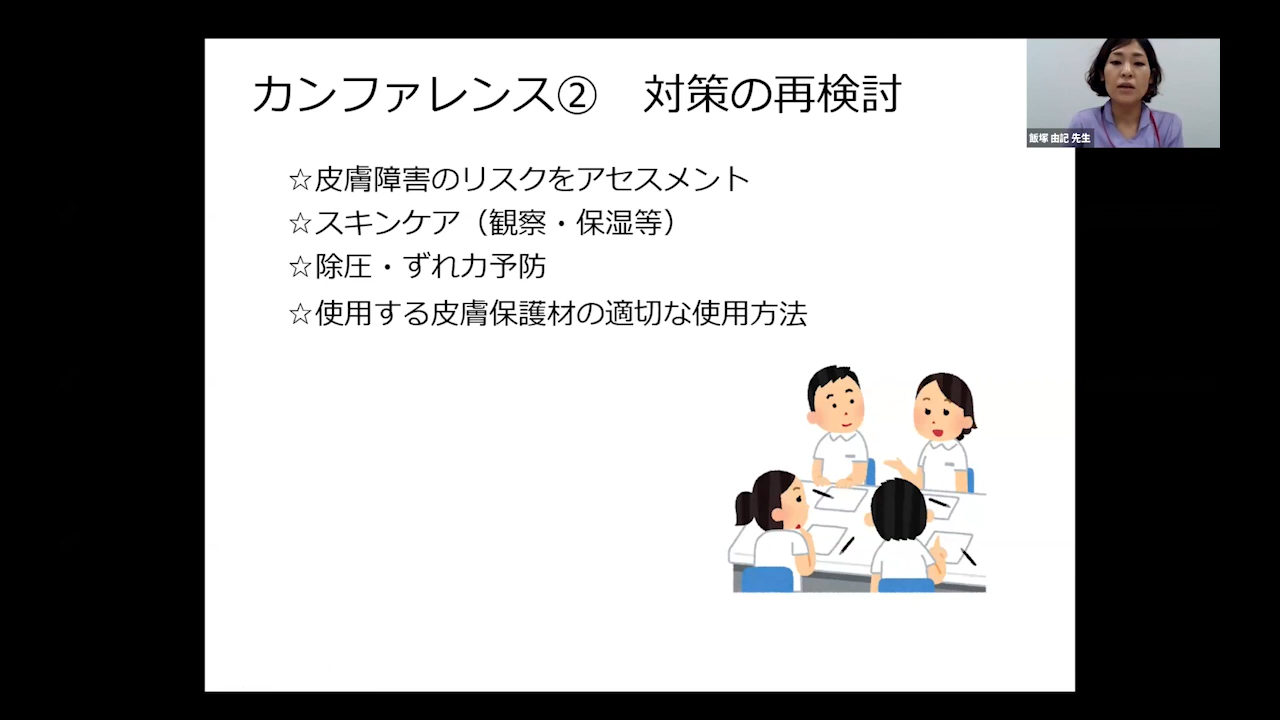 カンファレンス② 対策の再検討
飯塚 由記 先生
☆皮膚障害のリスクをアセスメント
☆スキンケア（観察・保湿等）
☆除圧・ずれ力予防
☆使用する皮膚保護材の適切な使用方法